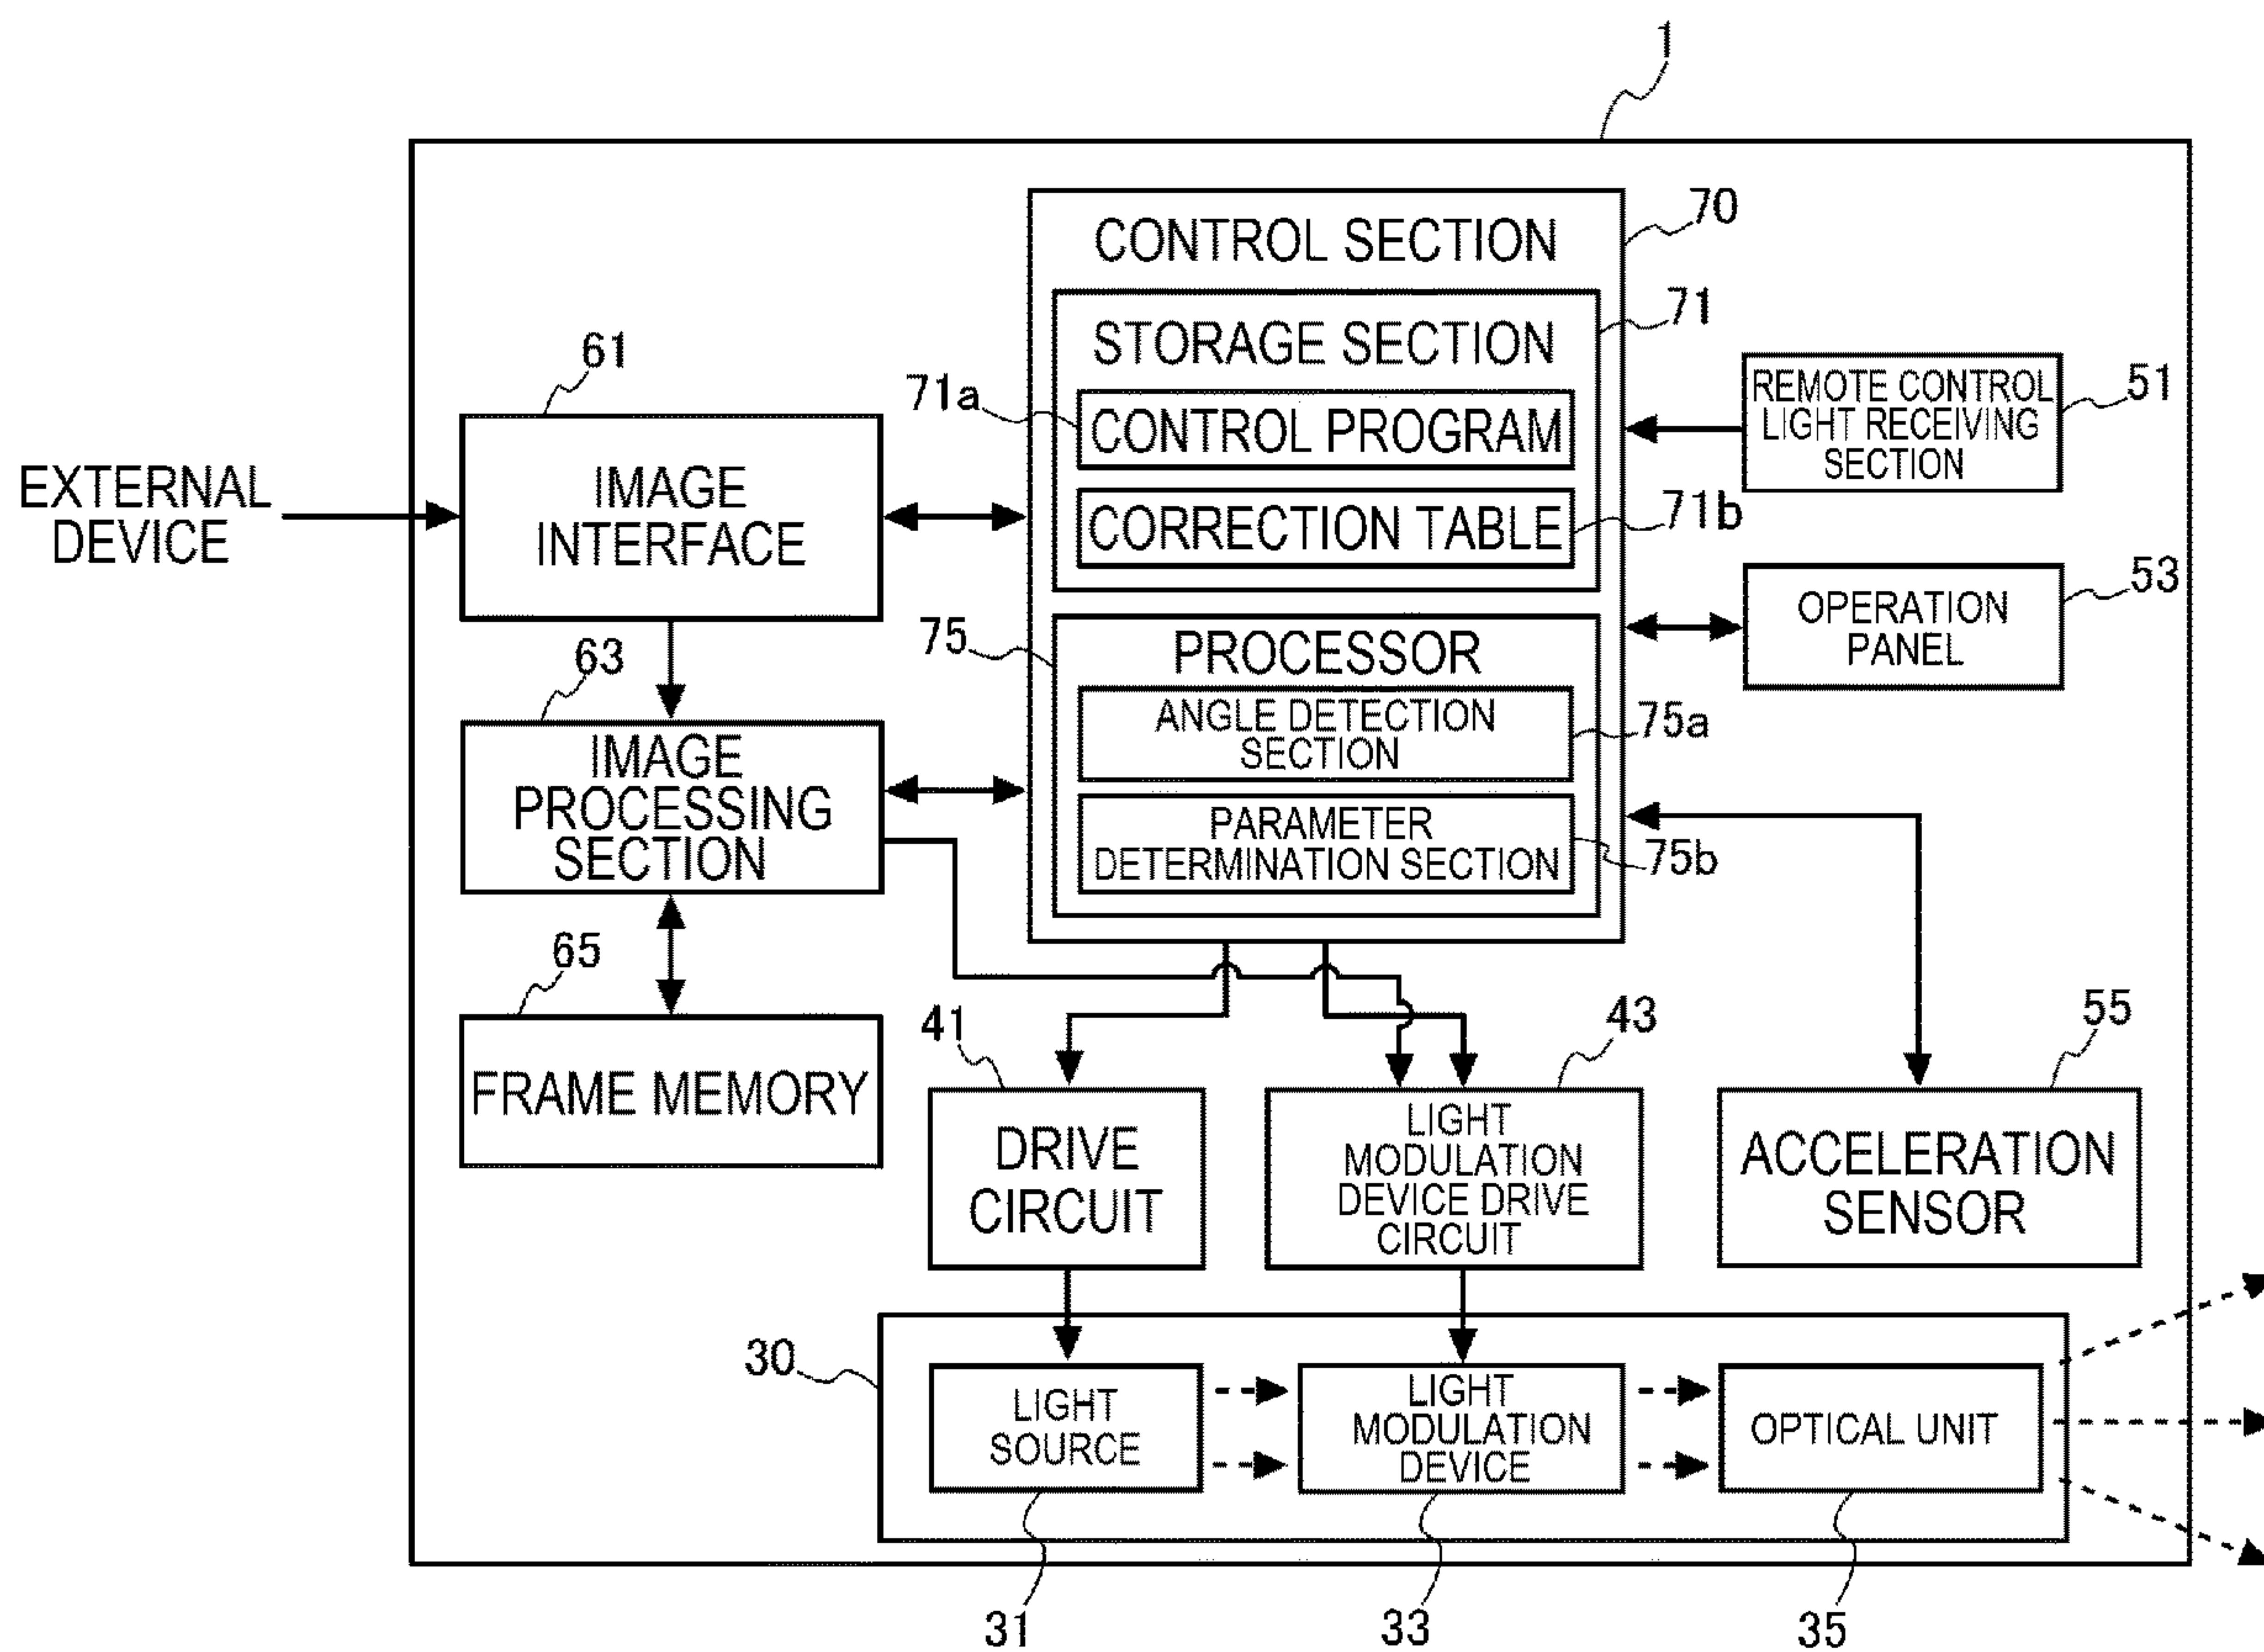 1
CONTROL SECTION
70
STORAGE SECTION
71
71a
CONTROL PROGRAM
CORRECTION TABLE
71b
REMOTE CONTROL
LIGHT RECEIVING
SECTION
51
61
IMAGE
INTERFACE
EXTERNAL
DEVICE
OPERATION
PANEL
53
75
PROCESSOR
ANGLE DETECTION
SECTION
75a
PARAMETER
DETERMINATION SECTION
75b
63
IMAGE
PROCESSING
SECTION
65
FRAME MEMORY
41
DRIVE
CIRCUIT
43
LIGHT
MODULATION
DEVICE DRIVE
CIRCUIT
55
ACCELERATION
SENSOR
30
LIGHT
SOURCE
LIGHT
MODULATION
DEVICE
OPTICAL UNIT
31
33
35